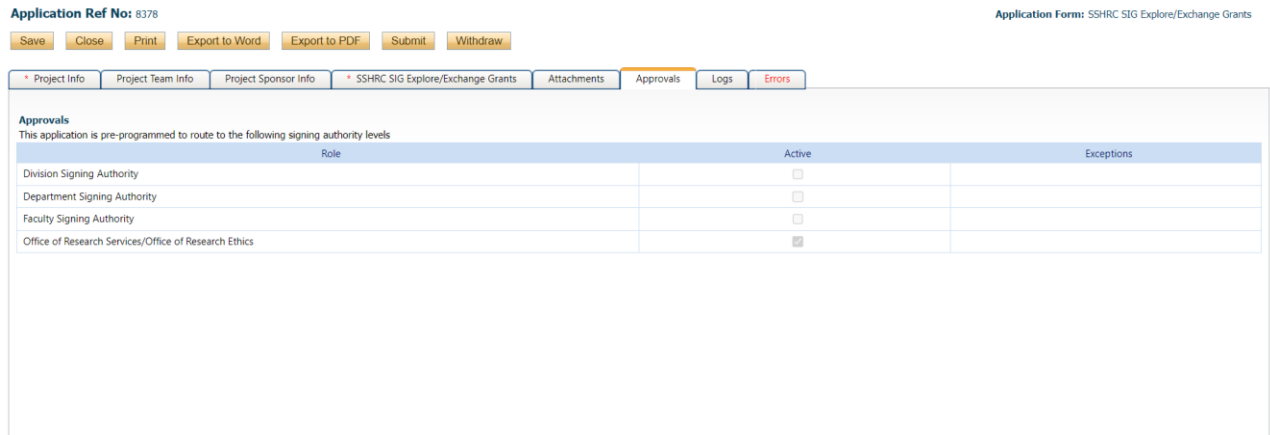 Application Ref No: 8378
Application Form: SSHRC SIG Explore/Exchange Grants
Save Close Print Export to Word Export to PDF Submit Withdraw
* Project Info Project Team Info Project Sponsor Info * SSHRC SIG Explore/Exchange Grants Attachments Approvals Logs Errors
Approvals
This application is pre-programmed to route to the following signing authority levels
Role Active Exceptions
Division Signing Authority
Department Signing Authority
Faculty Signing Authority
Office of Research Services/Office of Research Ethics